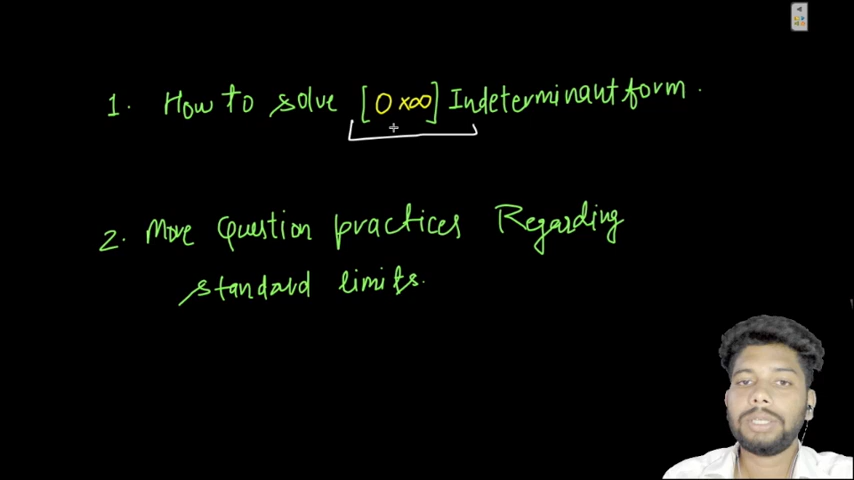 1. How to solve [0 ×∞] Indeterminant form.
2. More Question practices Regarding
standard limits.